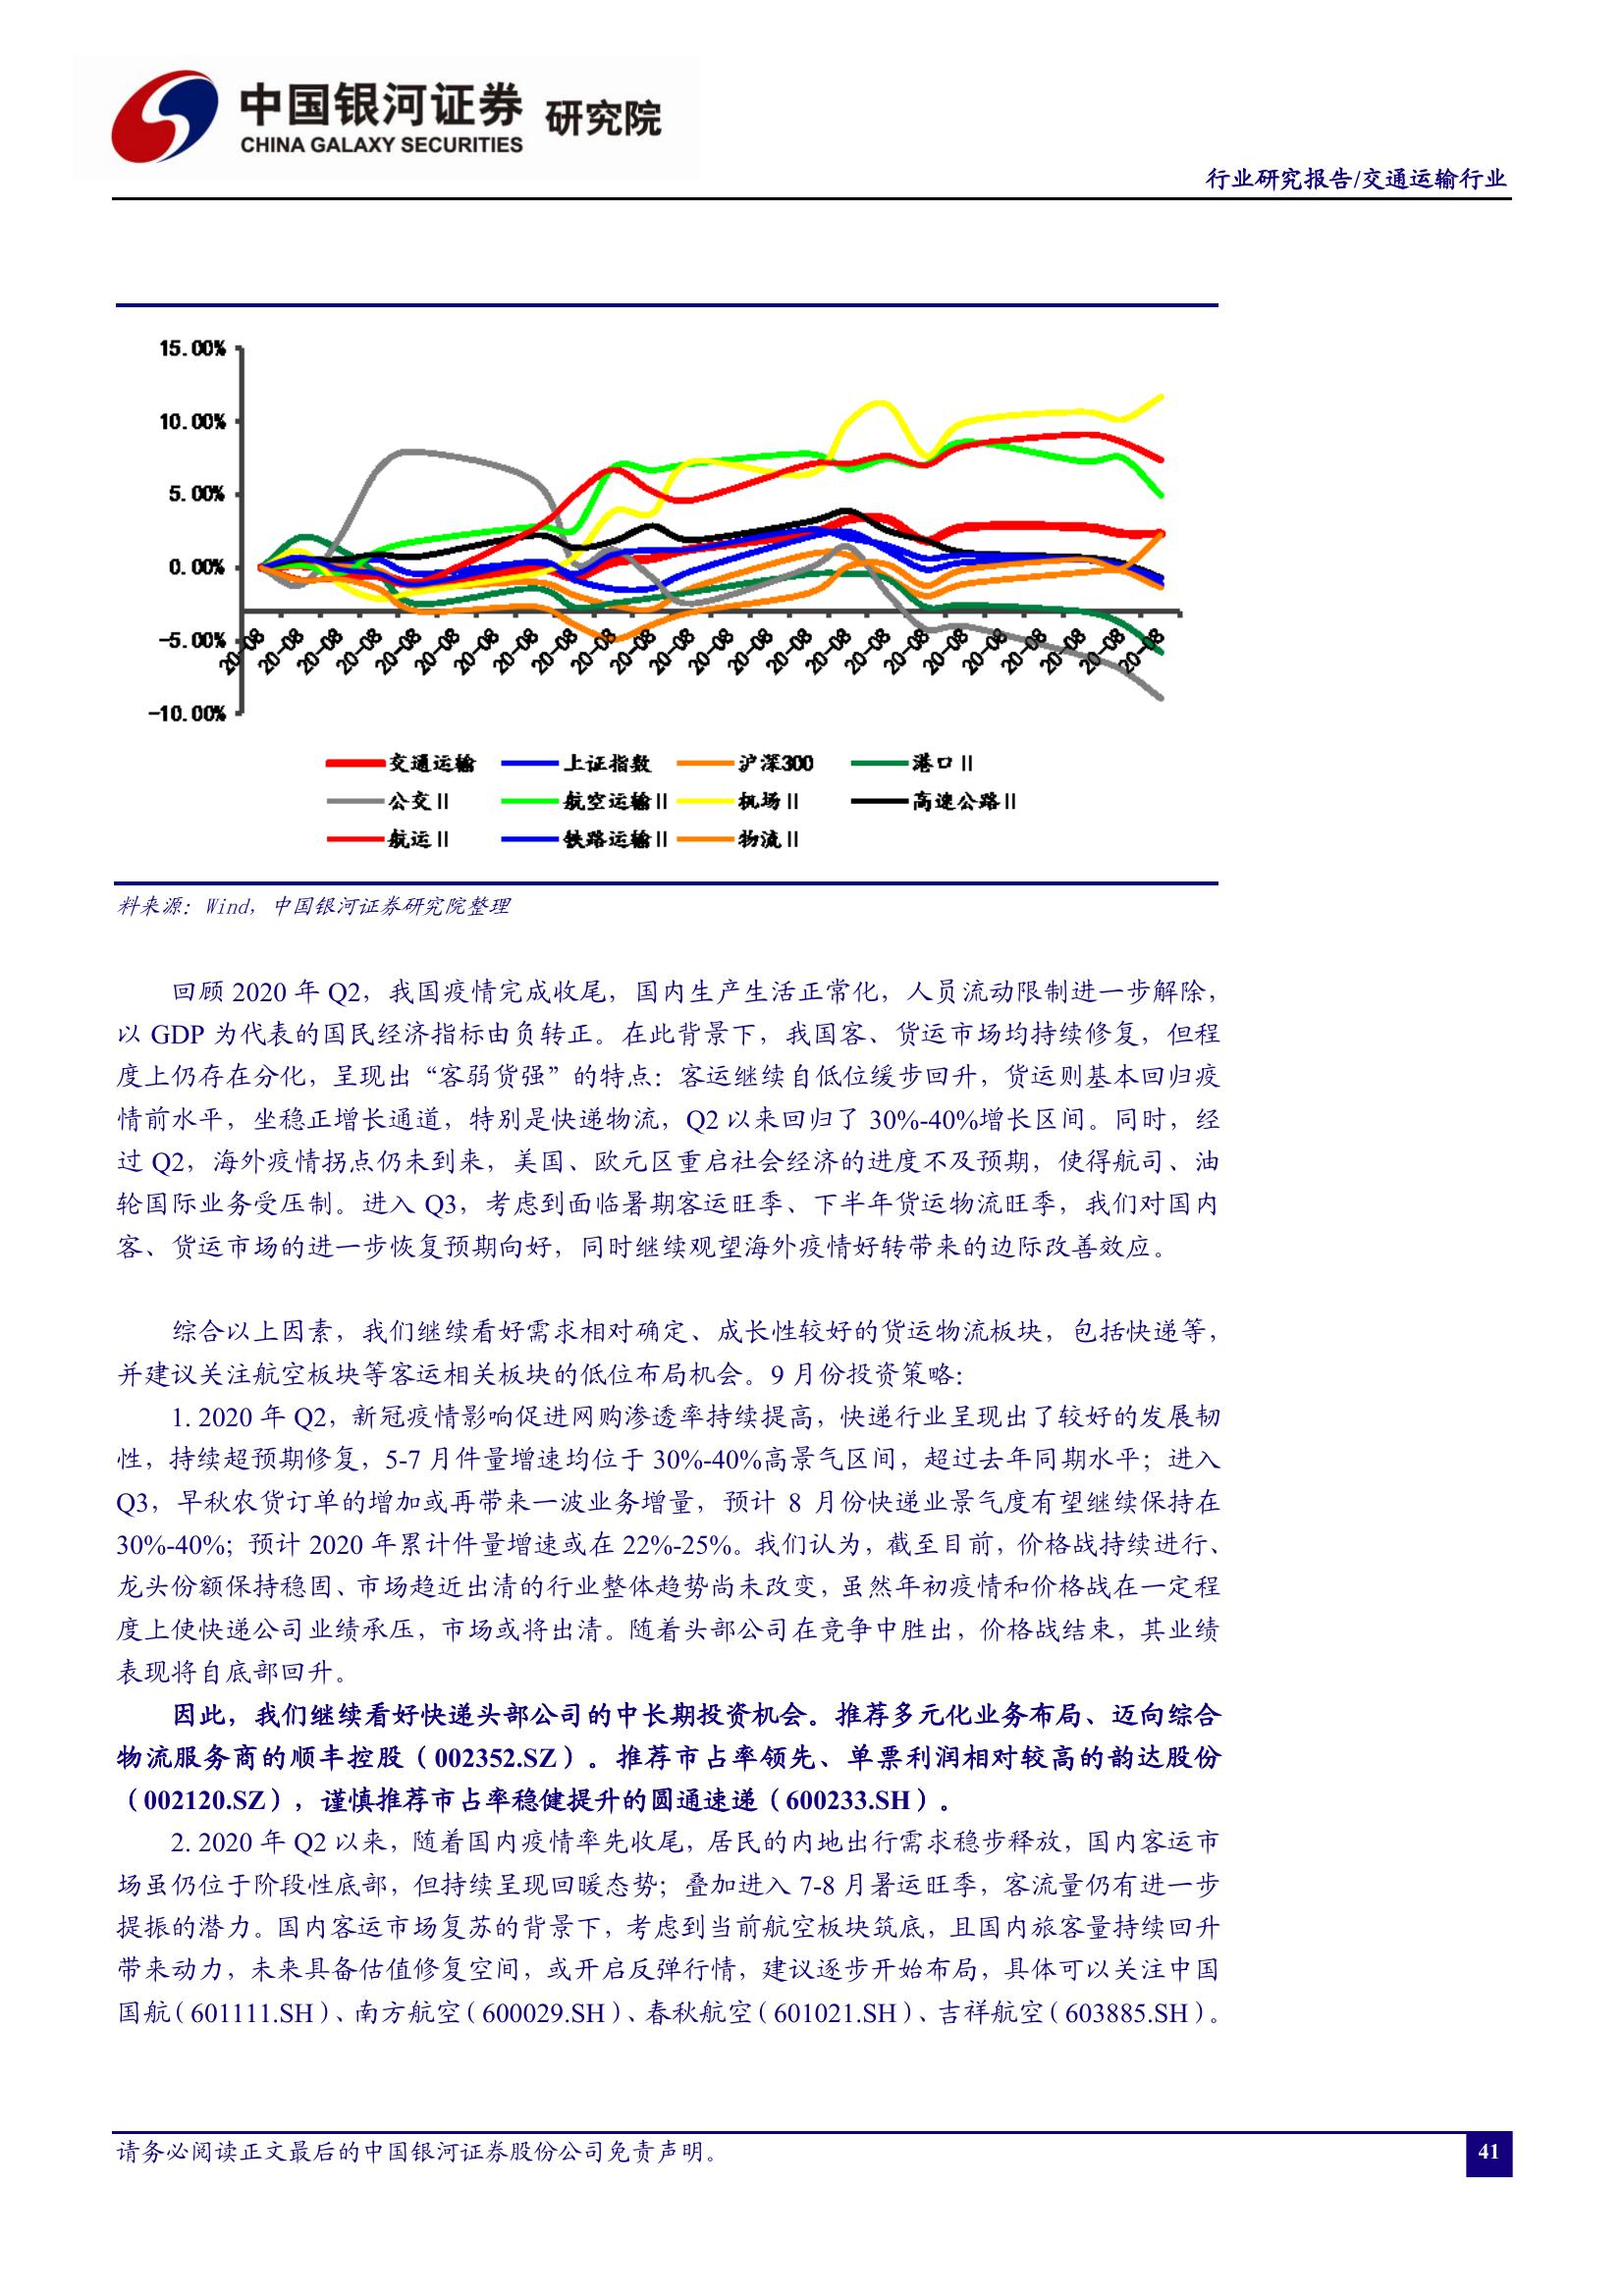 中国银河证券 研究院
CHINA GALAXY SECURITIES
行业研究报告/交通运输行业
15.00%
10.00%
5.00%
0.00%
-5.00%
-10.00%
20-08 20-08 20-08 20-08 20-08 20-08 20-08 20-08 20-08 20-08 20-08 20-08 20-08 20-08 20-08 20-08 20-08 20-08 20-08 20-08 20-08 20-08 20-08 20-08
交通运输 上证指数 沪深300 港口Ⅱ
公交Ⅱ 航空运输Ⅱ 机场Ⅱ 高速公路Ⅱ
航运Ⅱ 铁路运输Ⅱ 物流Ⅱ
料来源：Wind，中国银河证券研究院整理
回顾 2020 年 Q2，我国疫情完成收尾，国内生产生活正常化，人员流动限制进一步解除，
以 GDP 为代表的国民经济指标由负转正。在此背景下，我国客、货运市场均持续修复，但程
度上仍存在分化，呈现出“客弱货强”的特点：客运继续自低位缓步回升，货运则基本回归疫
情前水平，坐稳正增长通道，特别是快递物流，Q2 以来回归了 30%-40%增长区间。同时，经
过 Q2，海外疫情拐点仍未到来，美国、欧元区重启社会经济的进度不及预期，使得航司、油
轮国际业务受压制。进入 Q3，考虑到面临暑期客运旺季、下半年货运物流旺季，我们对国内
客、货运市场的进一步恢复预期向好，同时继续观望海外疫情好转带来的边际改善效应。
综合以上因素，我们继续看好需求相对确定、成长性较好的货运物流板块，包括快递等，
并建议关注航空板块等客运相关板块的低位布局机会。9 月份投资策略：
1. 2020 年 Q2，新冠疫情影响促进网购渗透率持续提高，快递行业呈现出了较好的发展韧
性，持续超预期修复，5-7 月件量增速均位于 30%-40%高景气区间，超过去年同期水平；进入
Q3，早秋农货订单的增加或再带来一波业务增量，预计 8 月份快递业景气度有望继续保持在
30%-40%；预计 2020 年累计件量增速或在 22%-25%。我们认为，截至目前，价格战持续进行、
龙头份额保持稳固、市场趋近出清的行业整体趋势尚未改变，虽然年初疫情和价格战在一定程
度上使快递公司业绩承压，市场或将出清。随着头部公司在竞争中胜出，价格战结束，其业绩
表现将自底部回升。
因此，我们继续看好快递头部公司的中长期投资机会。推荐多元化业务布局、迈向综合
物流服务商的顺丰控股（002352.SZ）。推荐市占率领先、单票利润相对较高的韵达股份
（002120.SZ），谨慎推荐市占率稳健提升的圆通速递（600233.SH）。
2. 2020 年 Q2 以来，随着国内疫情率先收尾，居民的内地出行需求稳步释放，国内客运市
场虽仍位于阶段性底部，但持续呈现回暖态势；叠加进入 7-8 月暑运旺季，客流量仍有进一步
提振的潜力。国内客运市场复苏的背景下，考虑到当前航空板块筑底，且国内旅客量持续回升
带来动力，未来具备估值修复空间，或开启反弹行情，建议逐步开始布局，具体可以关注中国
国航（601111.SH）、南方航空（600029.SH）、春秋航空（601021.SH）、吉祥航空（603885.SH）。
请务必阅读正文最后的中国银河证券股份公司免责声明。
41